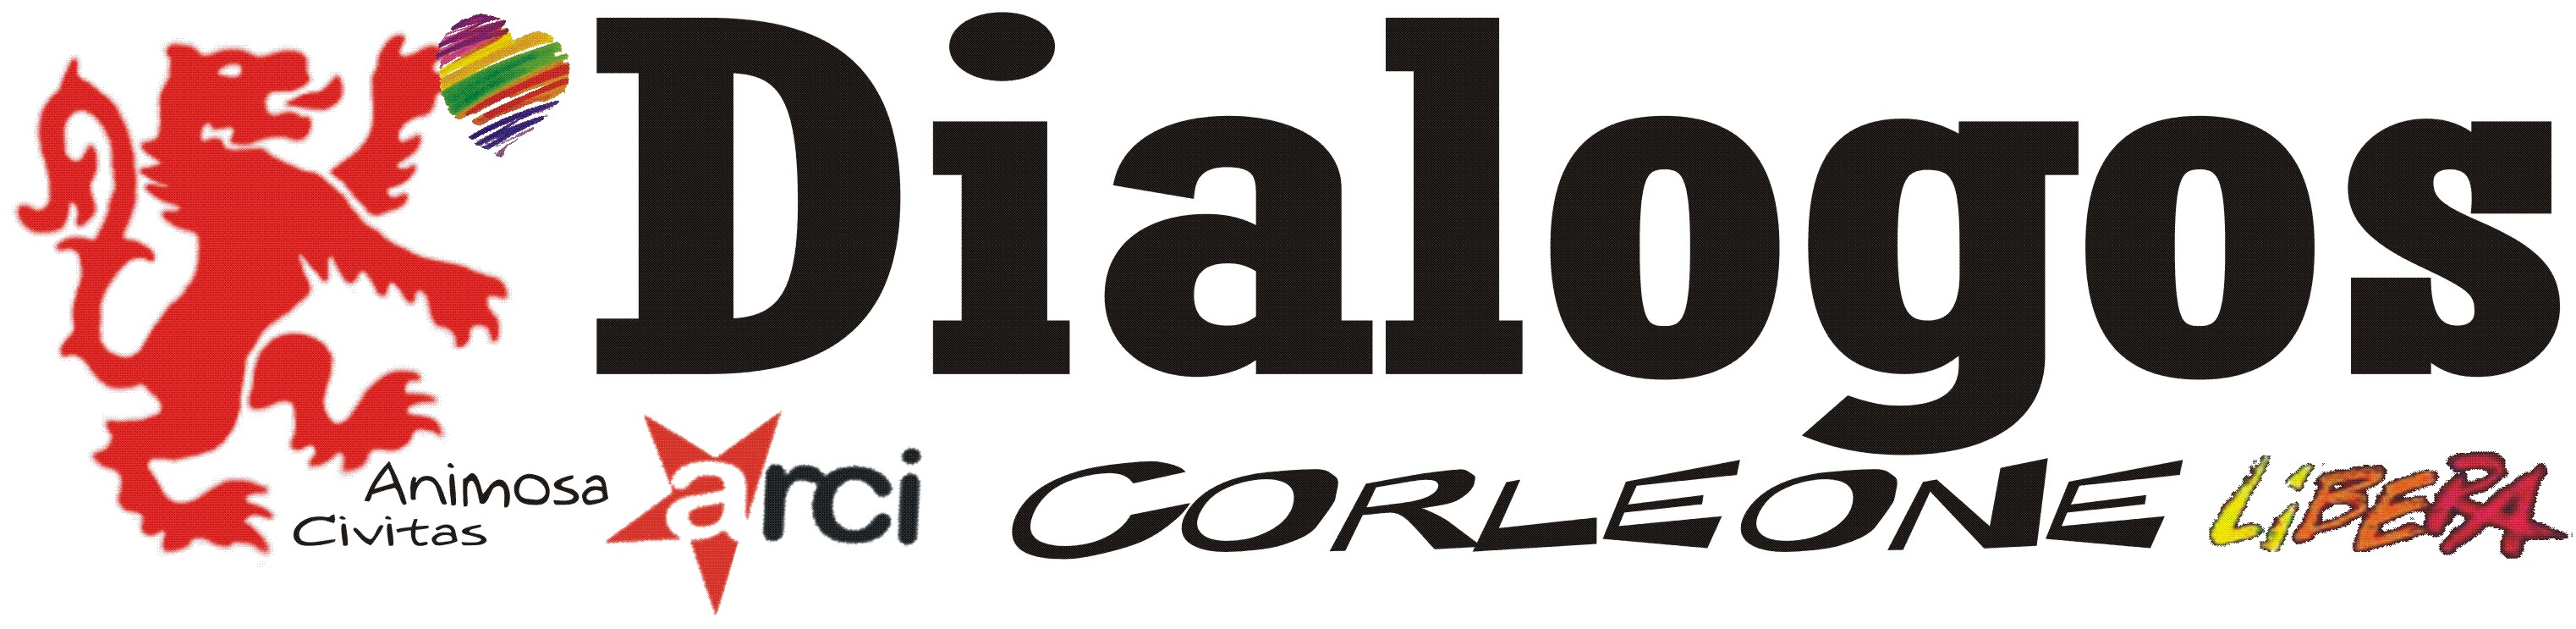 Dialogos
Animosa
Civitas
arci
CORLEONE
LiBERA